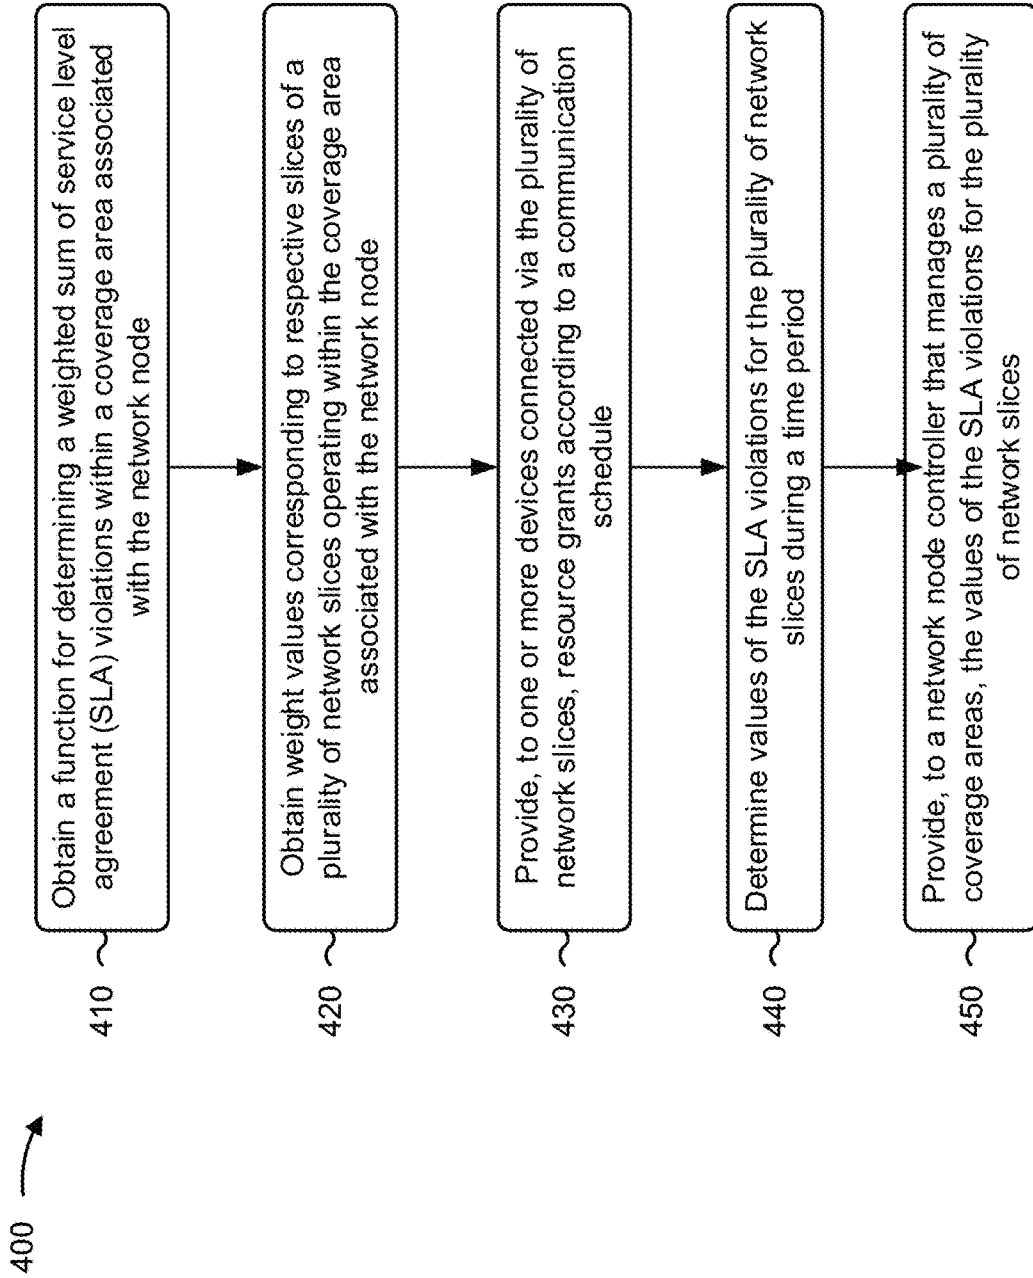 400
410
Obtain a function for determining a weighted sum of service level
agreement (SLA) violations within a coverage area associated
with the network node
420
Obtain weight values corresponding to respective slices of a
plurality of network slices operating within the coverage area
associated with the network node
430
Provide, to one or more devices connected via the plurality of
network slices, resource grants according to a communication
schedule
440
Determine values of the SLA violations for the plurality of network
slices during a time period
450
Provide, to a network node controller that manages a plurality of
coverage areas, the values of the SLA violations for the plurality
of network slices